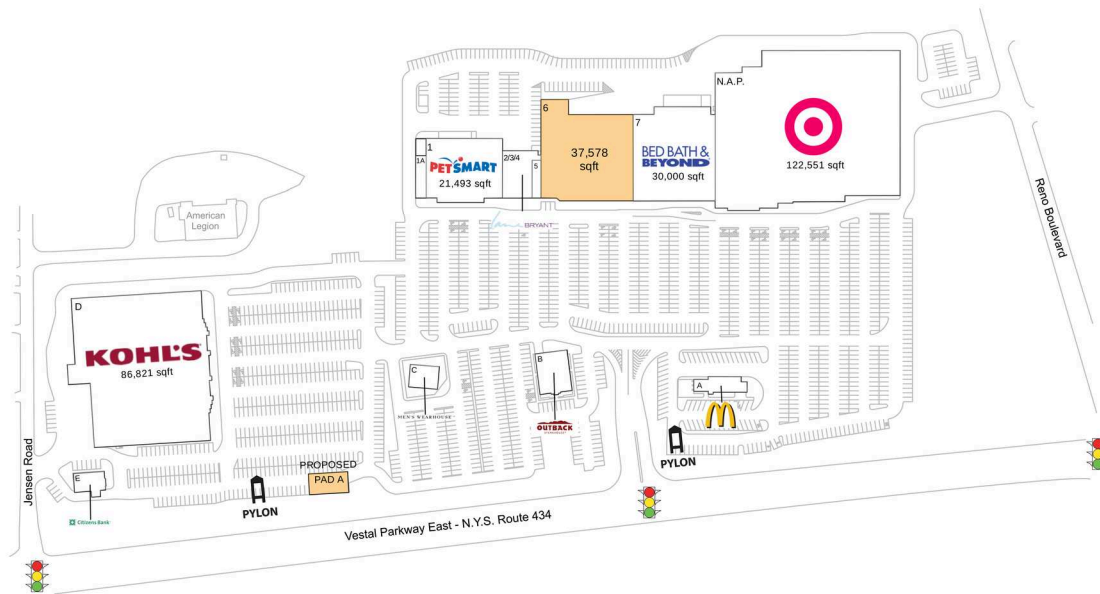 N.A.P.
6
7
1
1A
2/3/4
5
PETSMART
21,493 sqft
37,578
sqft
BED BATH &
BEYOND
30,000 sqft
122,551 sqft
BRYANT
American
Legion
Reno Boulevard
D
KOHL'S
86,821 sqft
C
MEN'S WEARHOUSE
B
OUTBACK
A
PYLON
E
Citizens Bank
PROPOSED
PAD A
PYLON
Jensen Road
Vestal Parkway East - N.Y.S. Route 434